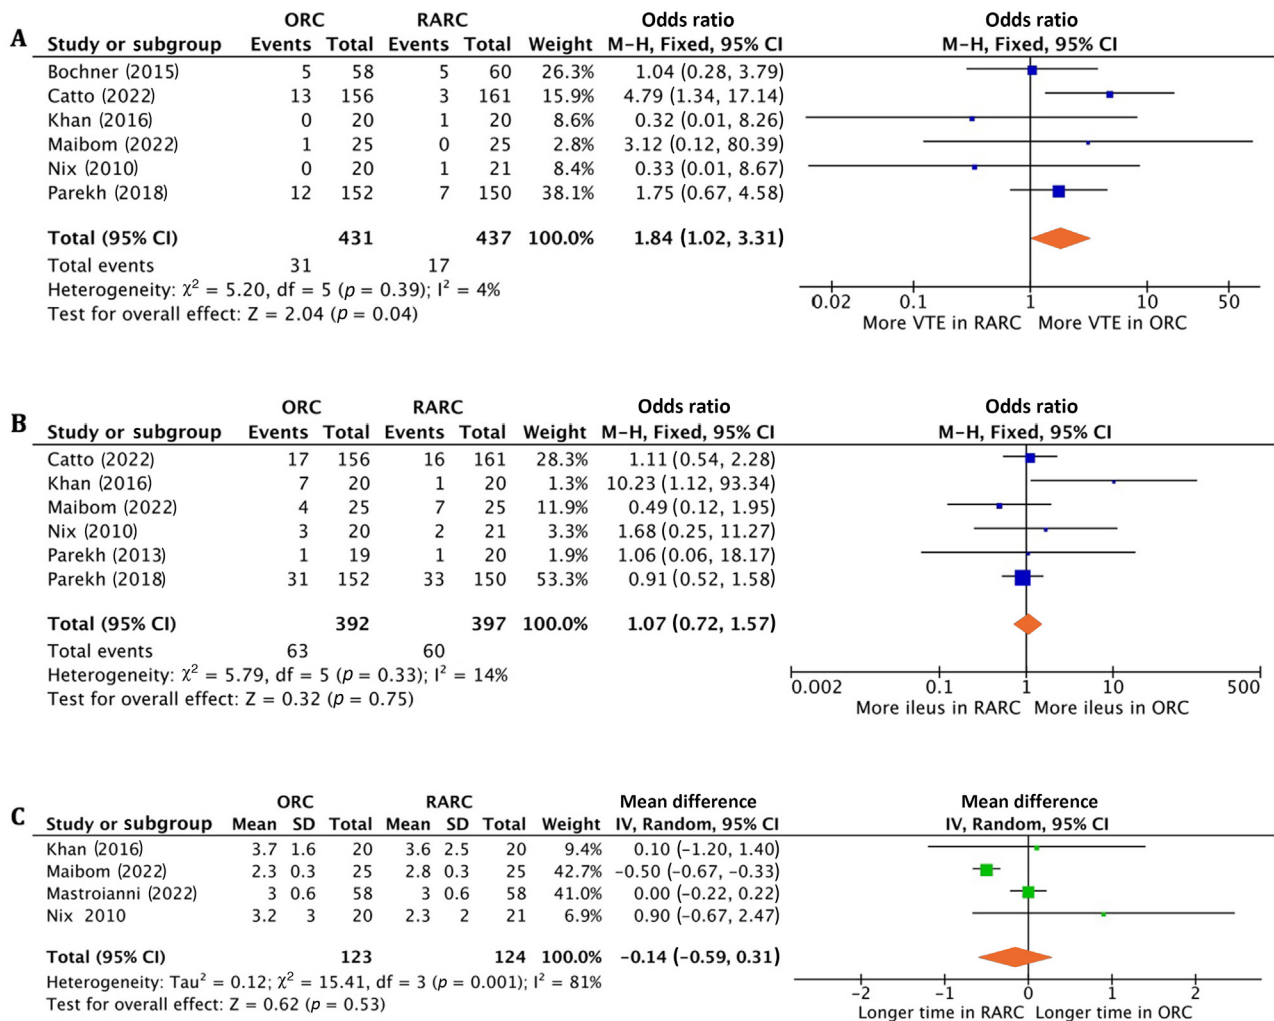 A
ORC RARC Odds ratio Odds ratio
Study or subgroup Events Total Events Total Weight M–H, Fixed, 95% CI M–H, Fixed, 95% CI
Bochner (2015) 5 58 5 60 26.3% 1.04 (0.28, 3.79)
Catto (2022) 13 156 3 161 15.9% 4.79 (1.34, 17.14)
Khan (2016) 0 20 1 20 8.6% 0.32 (0.01, 8.26)
Maibom (2022) 1 25 0 25 2.8% 3.12 (0.12, 80.39)
Nix (2010) 0 20 1 21 8.4% 0.33 (0.01, 8.67)
Parekh (2018) 12 152 7 150 38.1% 1.75 (0.67, 4.58)
Total (95% CI) 431 437 100.0% 1.84 (1.02, 3.31)
Total events 31 17
Heterogeneity: χ² = 5.20, df = 5 (p = 0.39); I² = 4%
Test for overall effect: Z = 2.04 (p = 0.04)
0.02 0.1 1 10 50
More VTE in RARC More VTE in ORC
B
ORC RARC Odds ratio Odds ratio
Study or subgroup Events Total Events Total Weight M–H, Fixed, 95% CI M–H, Fixed, 95% CI
Catto (2022) 17 156 16 161 28.3% 1.11 (0.54, 2.28)
Khan (2016) 7 20 1 20 1.3% 10.23 (1.12, 93.34)
Maibom (2022) 4 25 7 25 11.9% 0.49 (0.12, 1.95)
Nix (2010) 3 20 2 21 3.3% 1.68 (0.25, 11.27)
Parekh (2013) 1 19 1 20 1.9% 1.06 (0.06, 18.17)
Parekh (2018) 31 152 33 150 53.3% 0.91 (0.52, 1.58)
Total (95% CI) 392 397 100.0% 1.07 (0.72, 1.57)
Total events 63 60
Heterogeneity: χ² = 5.79, df = 5 (p = 0.33); I² = 14%
Test for overall effect: Z = 0.32 (p = 0.75)
0.002 0.1 1 10 500
More ileus in RARC More ileus in ORC
C
ORC RARC Mean difference Mean difference
Study or subgroup Mean SD Total Mean SD Total Weight IV, Random, 95% CI IV, Random, 95% CI
Khan (2016) 3.7 1.6 20 3.6 2.5 20 9.4% 0.10 (–1.20, 1.40)
Maibom (2022) 2.3 0.3 25 2.8 0.3 25 42.7% –0.50 (–0.67, –0.33)
Mastroianni (2022) 3 0.6 58 3 0.6 58 41.0% 0.00 (–0.22, 0.22)
Nix 2010 3.2 3 20 2.3 2 21 6.9% 0.90 (–0.67, 2.47)
Total (95% CI) 123 124 100.0% –0.14 (–0.59, 0.31)
Heterogeneity: Tau² = 0.12; χ² = 15.41, df = 3 (p = 0.001); I² = 81%
Test for overall effect: Z = 0.62 (p = 0.53)
–2 –1 0 1 2
Longer time in RARC Longer time in ORC